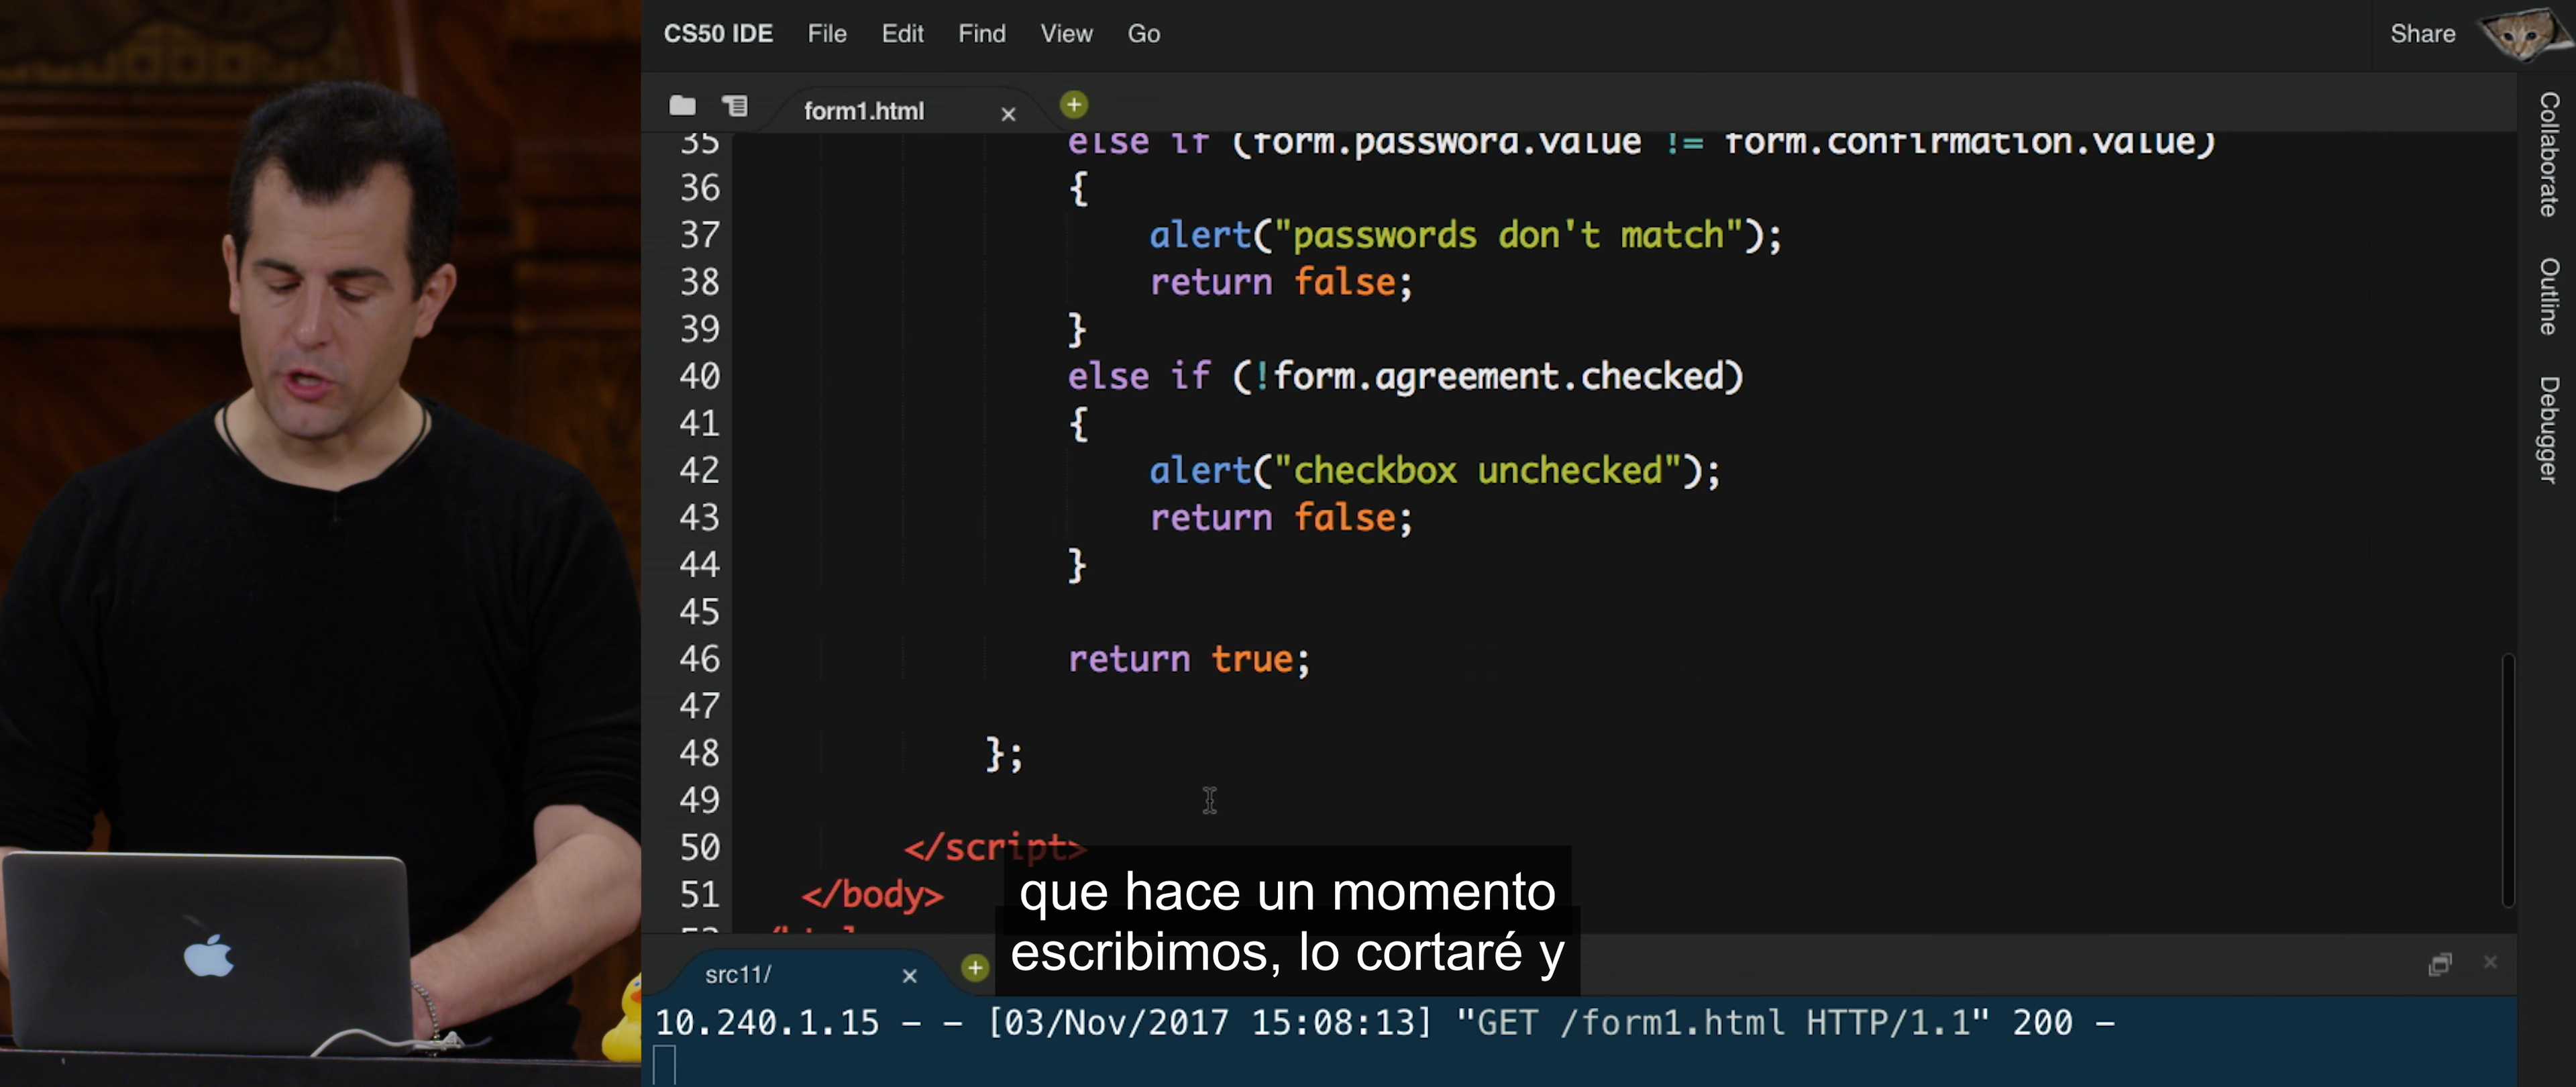 CS50 IDE File Edit Find View Go Share
form1.html
35 else if (form.password.value != form.confirmation.value)
36 {
37 alert("passwords don't match");
38 return false;
39 }
40 else if (!form.agreement.checked)
41 {
42 alert("checkbox unchecked");
43 return false;
44 }
45
46 return true;
47
48 };
49
50 </script>
51 </body>
que hace un momento
escribimos, lo cortaré y
src11/
10.240.1.15 - - [03/Nov/2017 15:08:13] "GET /form1.html HTTP/1.1" 200 -
Collaborate
Outline
Debugger